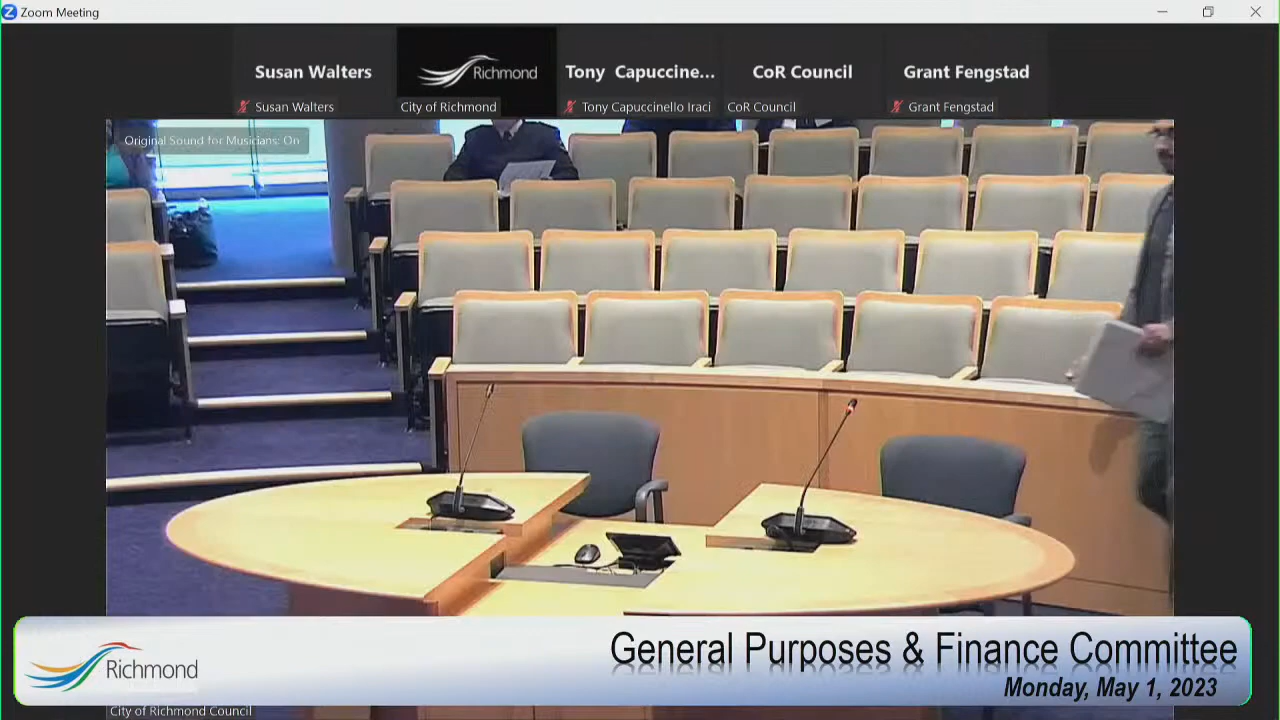 Zoom Meeting
Susan Walters
Richmond
Tony Capuccine...
CoR Council
Grant Fengstad
Susan Walters
City of Richmond
Tony Capuccinello Iraci
CoR Council
Grant Fengstad
Original Sound for Musicians: On
General Purposes & Finance Committee
Richmond
Monday, May 1, 2023
City of Richmond Council